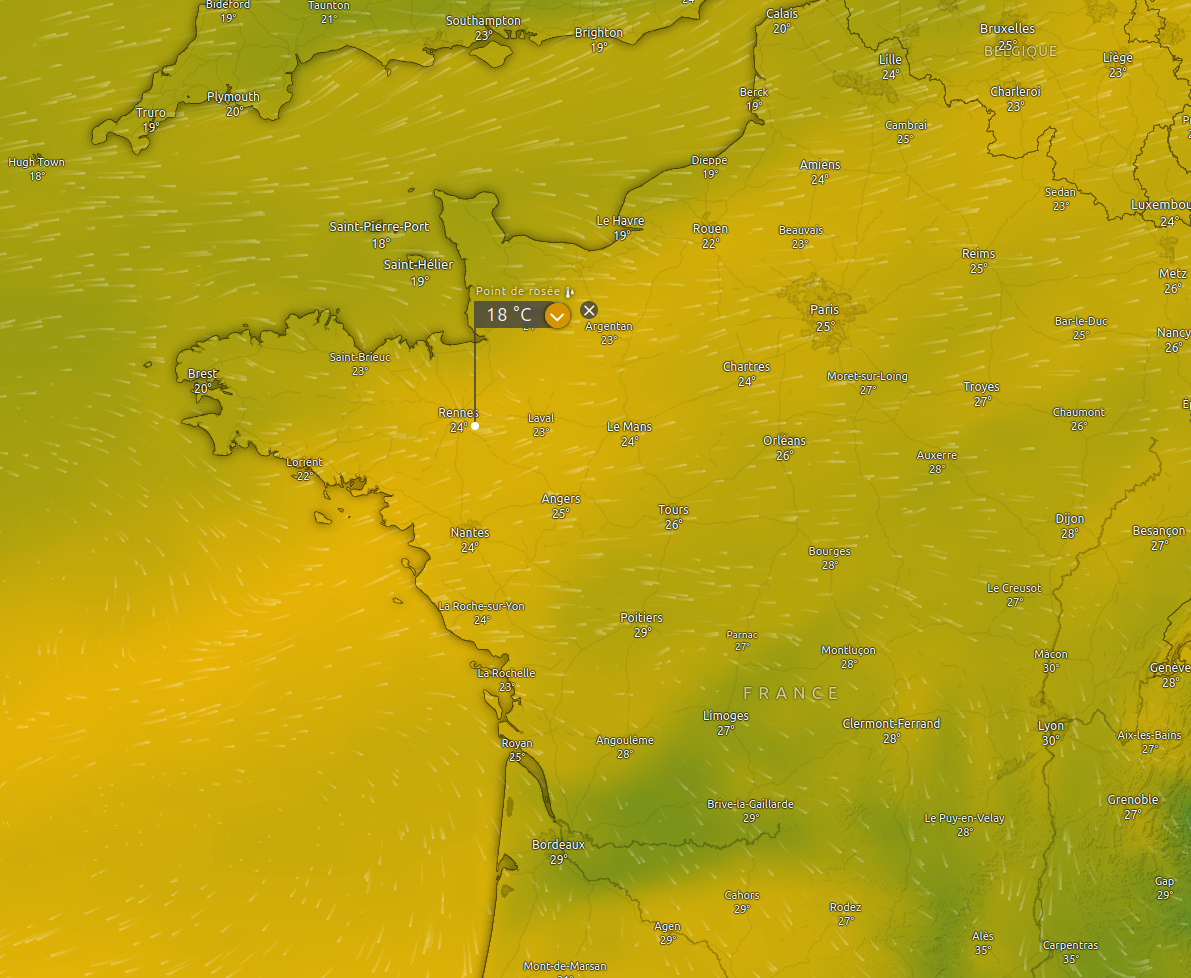 Bideford
19°
Taunton
21°
Southampton
23°
Brighton
19°
24°
Calais
20°
Bruxelles
25°
BELGIQUE
Lille
24°
Liège
23°
Plymouth
20°
Truro
19°
Berck
19°
Charleroi
23°
Cambrai
25°
Hugh Town
18°
Dieppe
19°
Amiens
24°
Sedan
23°
Luxembou
24°
Saint-Pierre-Port
18°
Le Havre
19°
Rouen
22°
Beauvais
23°
Saint-Hélier
19°
Reims
25°
Metz
26°
Point de rosée
18 °C
Argentan
23°
Paris
25°
Bar-le-Duc
25°
Nancy
26°
Saint-Brieuc
23°
Brest
20°
Chartres
24°
Moret-sur-Loing
27°
Troyes
27°
Rennes
24°
Laval
23°
Le Mans
24°
Chaumont
26°
Orléans
26°
Auxerre
28°
Lorient
22°
Angers
25°
Tours
26°
Nantes
24°
Dijon
28°
Besançon
27°
Bourges
28°
Le Creusot
27°
La Roche-sur-Yon
24°
Poitiers
29°
Parnac
27°
Montluçon
28°
Mâcon
30°
Genève
28°
La Rochelle
23°
FRANCE
Limoges
27°
Clermont-Ferrand
28°
Lyon
30°
Aix-les-Bains
27°
Royan
25°
Angoulême
28°
Brive-la-Gaillarde
29°
Grenoble
27°
Le Puy-en-Velay
28°
Bordeaux
29°
Cahors
29°
Gap
29°
Rodez
27°
Agen
29°
Alès
35°
Carpentras
35°
Mont-de-Marsan